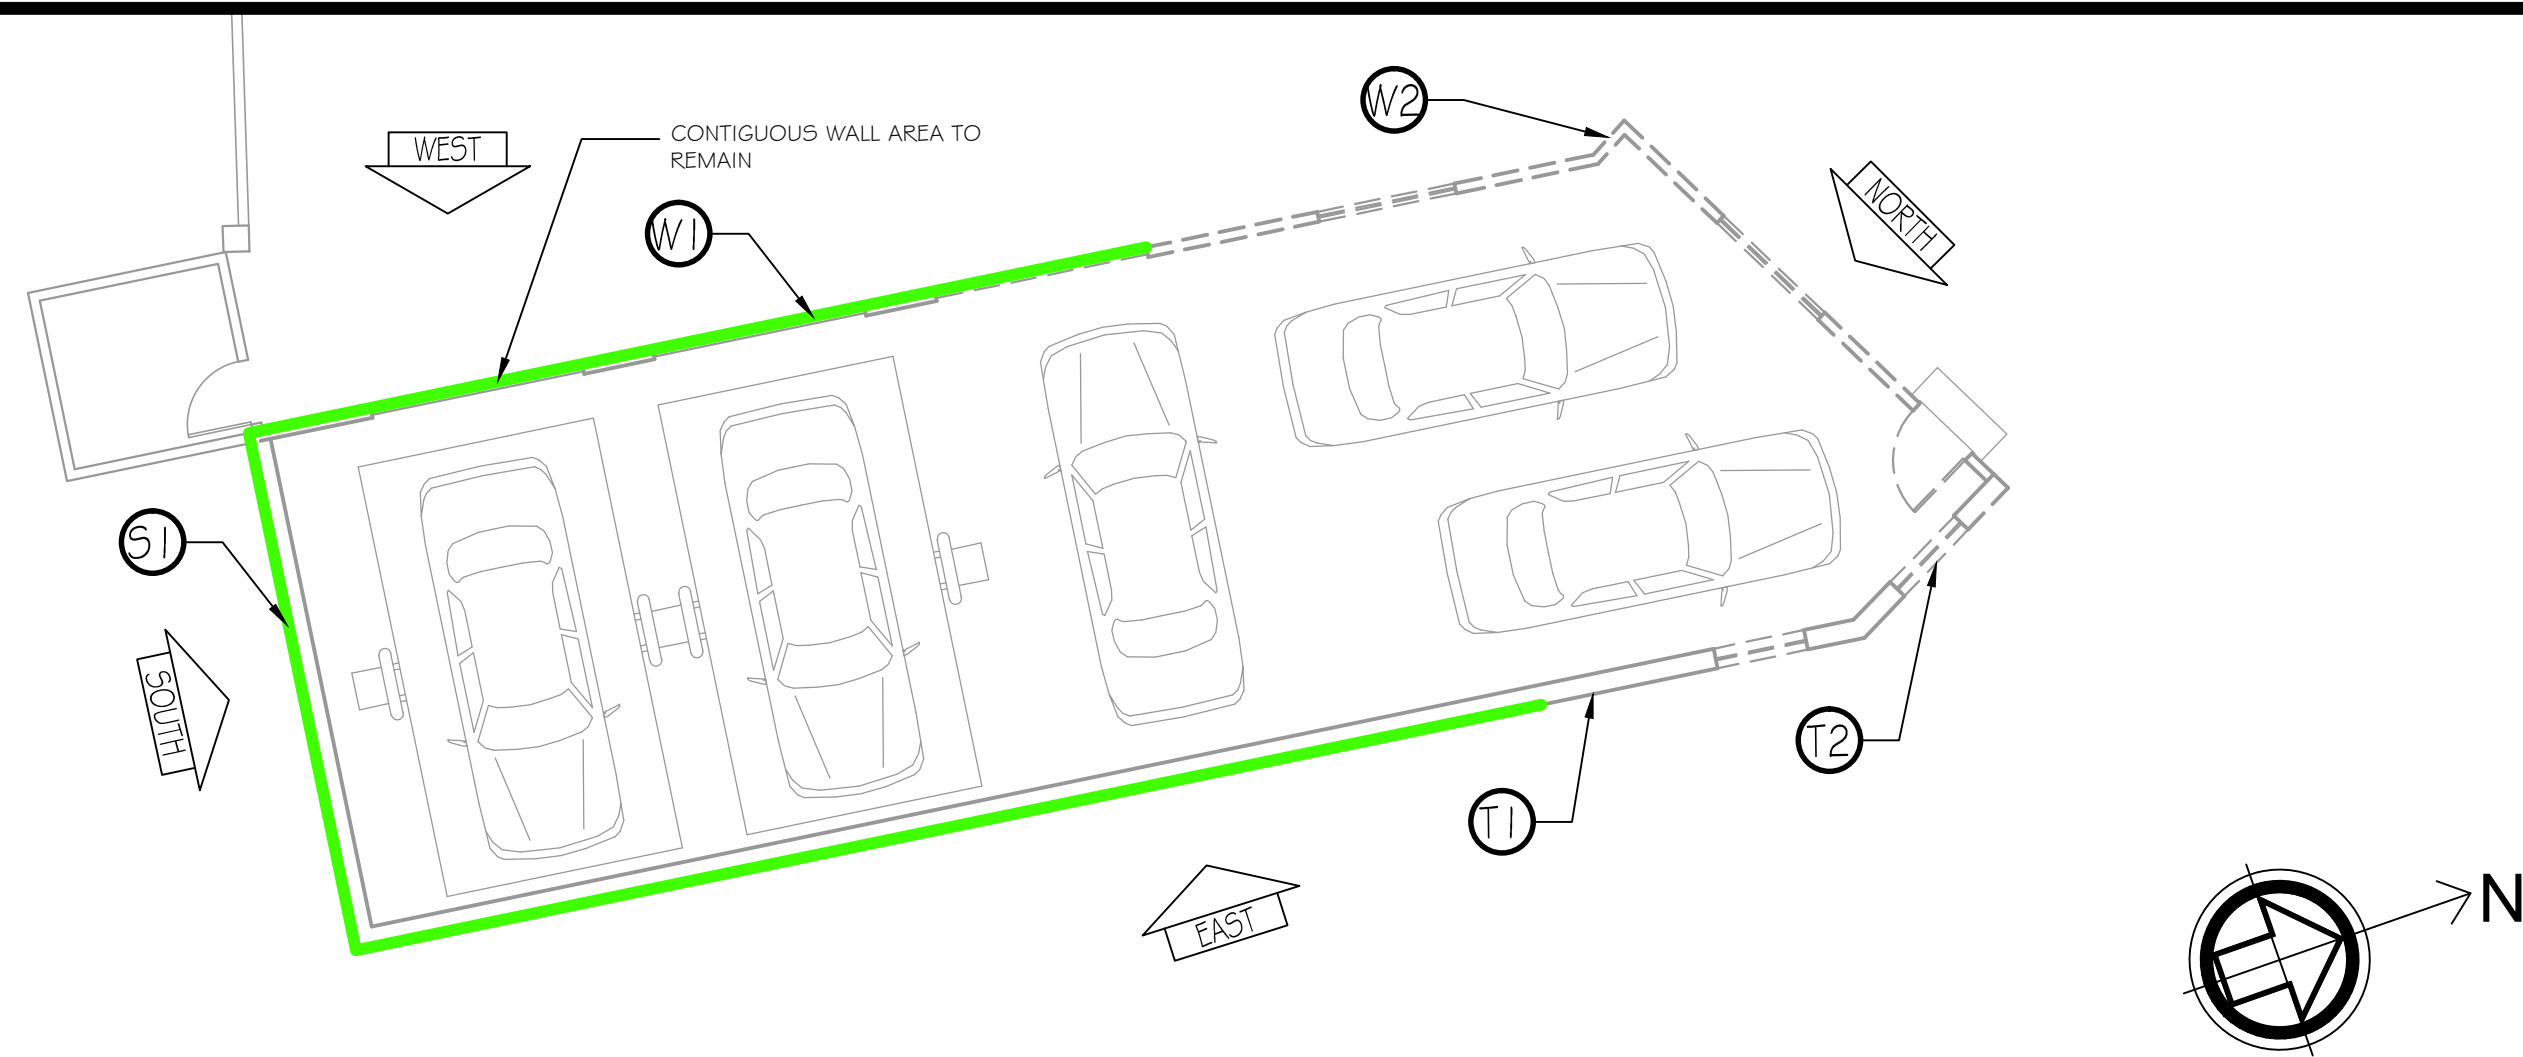 W2
WEST
CONTIGUOUS WALL AREA TO
REMAIN
NORTH
W1
S1
SOUTH
T2
T1
EAST
N